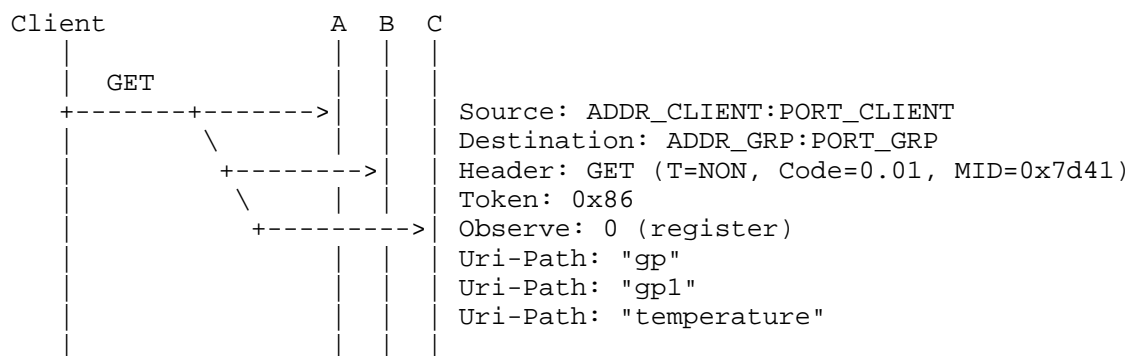 Client              A  B  C
   |                |  |  |
   |  GET           |  |  |
   +-------+------->|  |  | Source: ADDR_CLIENT:PORT_CLIENT
   |        \       |  |  | Destination: ADDR_GRP:PORT_GRP
   |         +-------->|  | Header: GET (T=NON, Code=0.01, MID=0x7d41)
   |          \     |  |  | Token: 0x86
   |           +--------->| Observe: 0 (register)
   |                |  |  | Uri-Path: "gp"
   |                |  |  | Uri-Path: "gp1"
   |                |  |  | Uri-Path: "temperature"
   |                |  |  |